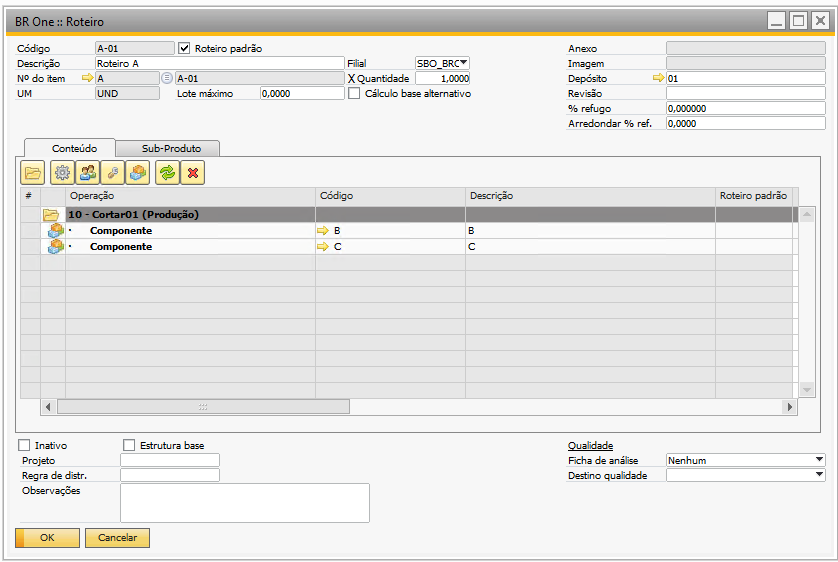 BR One :: Roteiro
Código A-01 Roteiro padrão Anexo
Descrição Roteiro A Filial SBO_BRC Imagem
Nº do item A A-01 X Quantidade 1,0000 Depósito 01
UM UND Lote máximo 0,0000 Cálculo base alternativo Revisão
% refugo 0,000000
Arredondar % ref. 0,0000
Conteúdo Sub-Produto
# Operação Código Descrição Roteiro padrão
10 - Cortar01 (Produção)
· Componente B B
· Componente C C
Inativo Estrutura base Qualidade
Projeto Ficha de análise Nenhum
Regra de distr. Destino qualidade
Observações
OK Cancelar